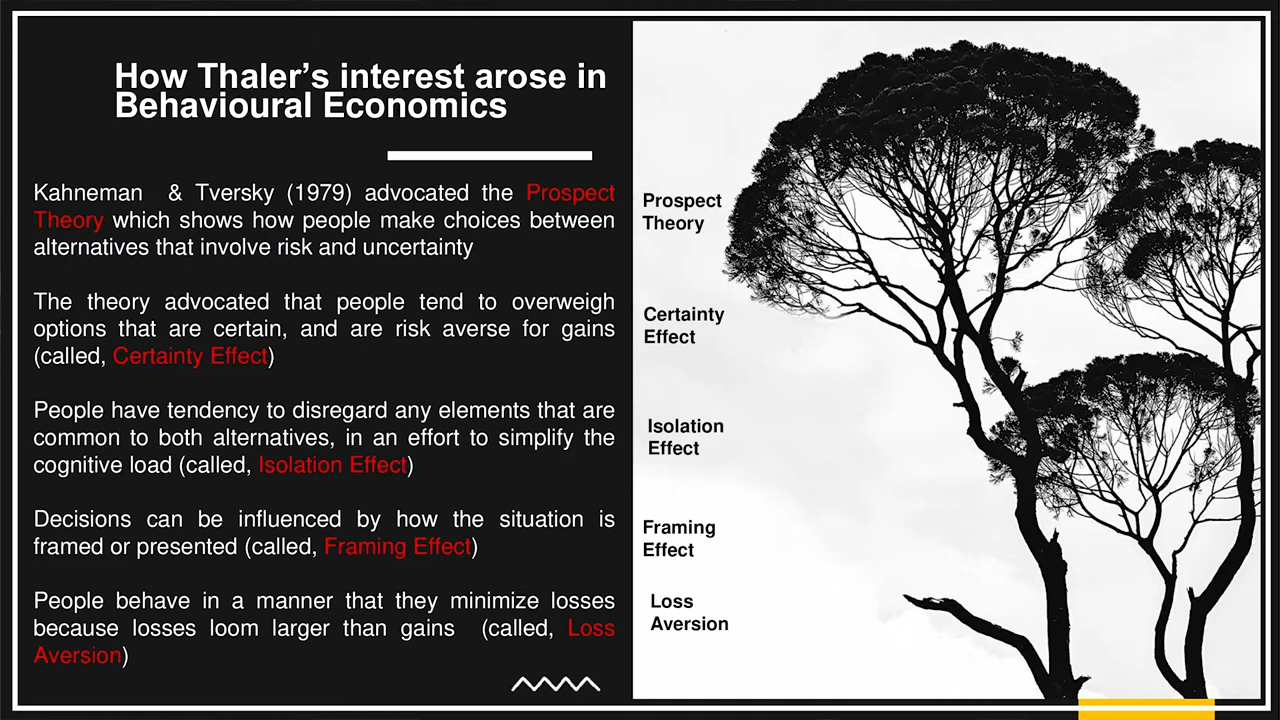 How Thaler's interest arose in
Behavioural Economics
Kahneman & Tversky (1979) advocated the Prospect
Theory which shows how people make choices between
alternatives that involve risk and uncertainty
The theory advocated that people tend to overweigh
options that are certain, and are risk averse for gains
(called, Certainty Effect)
People have tendency to disregard any elements that are
common to both alternatives, in an effort to simplify the
cognitive load (called, Isolation Effect)
Decisions can be influenced by how the situation is
framed or presented (called, Framing Effect)
People behave in a manner that they minimize losses
because losses loom larger than gains (called, Loss
Aversion)
Prospect
Theory
Certainty
Effect
Isolation
Effect
Framing
Effect
Loss
Aversion